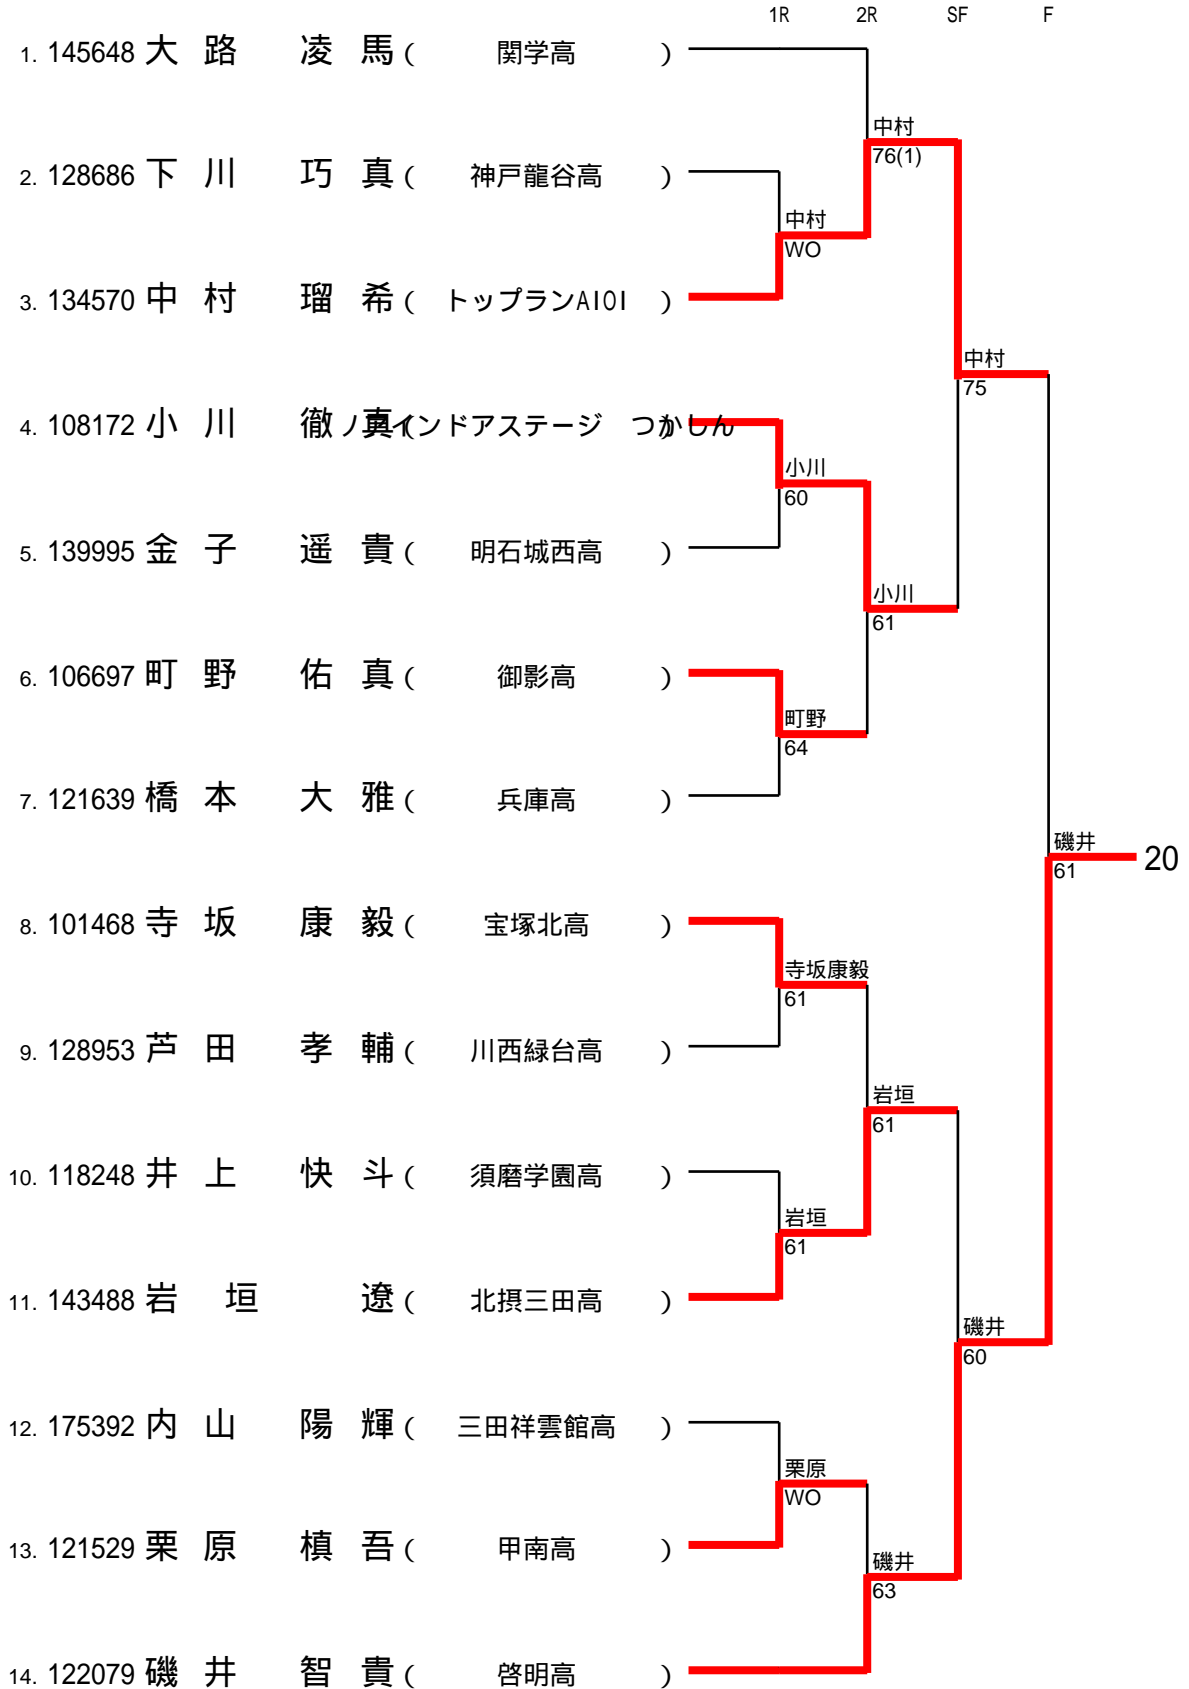 1R 2R SF F
1. 145648 大路 凌馬 ( 関学高 )
中村
76(1)
2. 128686 下川 巧真 ( 神戸龍谷高 )
中村
WO
3. 134570 中村 瑠希 ( トップランAIOI )
中村
75
4. 108172 小川 徹真 ( ノアインドアステージ つかしん )
小川
60
5. 139995 金子 遥貴 ( 明石城西高 )
小川
61
6. 106697 町野 佑真 ( 御影高 )
町野
64
7. 121639 橋本 大雅 ( 兵庫高 )
磯井
61
20
8. 101468 寺坂 康毅 ( 宝塚北高 )
寺坂康毅
61
9. 128953 芦田 孝輔 ( 川西緑台高 )
岩垣
61
10. 118248 井上 快斗 ( 須磨学園高 )
岩垣
61
11. 143488 岩垣 遼 ( 北摂三田高 )
磯井
60
12. 175392 内山 陽輝 ( 三田祥雲館高 )
栗原
WO
13. 121529 栗原 槙吾 ( 甲南高 )
磯井
63
14. 122079 磯井 智貴 ( 啓明高 )